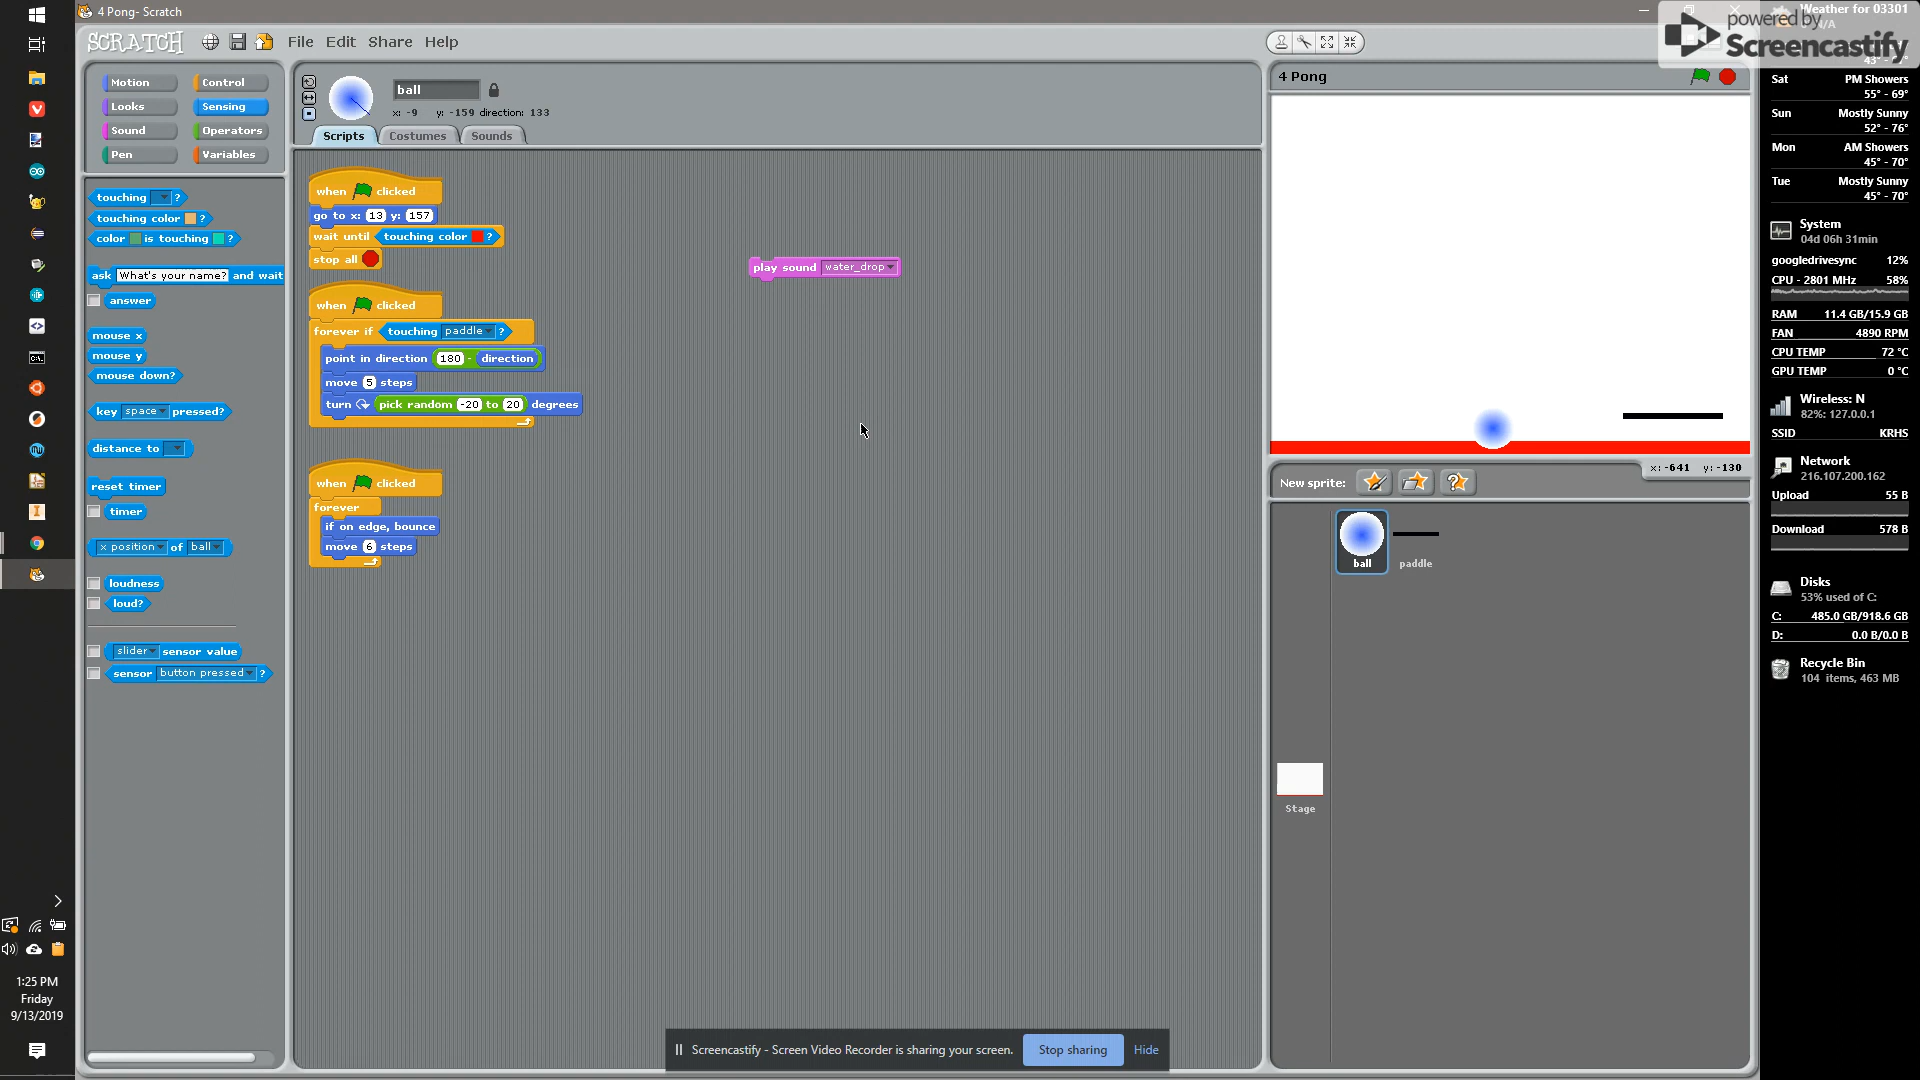 4 Pong- Scratch
SCRATCH
File Edit Share Help
Motion Control
Looks Sensing
Sound Operators
Pen Variables
touching ?
touching color ?
color is touching ?
ask What's your name? and wait
answer
mouse x
mouse y
mouse down?
key space pressed?
distance to
reset timer
timer
x position of ball
loudness
loud?
slider sensor value
sensor button pressed ?
ball
x: -9 y: -159 direction: 133
Scripts Costumes Sounds
when clicked
go to x: 13 y: 157
wait until touching color ?
stop all
when clicked
forever if touching paddle ?
point in direction 180 - direction
move 5 steps
turn pick random -20 to 20 degrees
when clicked
forever
if on edge, bounce
move 6 steps
play sound water_drop
4 Pong
x: -641 y: -130
New sprite:
ball
paddle
Stage
powered by
Screencastify
Weather for 03301
Sat PM Showers
55° - 69°
Sun Mostly Sunny
52° - 76°
Mon AM Showers
45° - 70°
Tue Mostly Sunny
45° - 70°
System
04d 06h 31min
googledrivesync 12%
CPU - 2801 MHz 58%
RAM 11.4 GB/15.9 GB
FAN 4890 RPM
CPU TEMP 72 °C
GPU TEMP 0 °C
Wireless: N
82%: 127.0.0.1
SSID KRHS
Network
216.107.200.162
Upload 55 B
Download 578 B
Disks
53% used of C:
C: 485.0 GB/918.6 GB
D: 0.0 B/0.0 B
Recycle Bin
104 items, 463 MB
1:25 PM
Friday
9/13/2019
Screencastify - Screen Video Recorder is sharing your screen. Stop sharing Hide